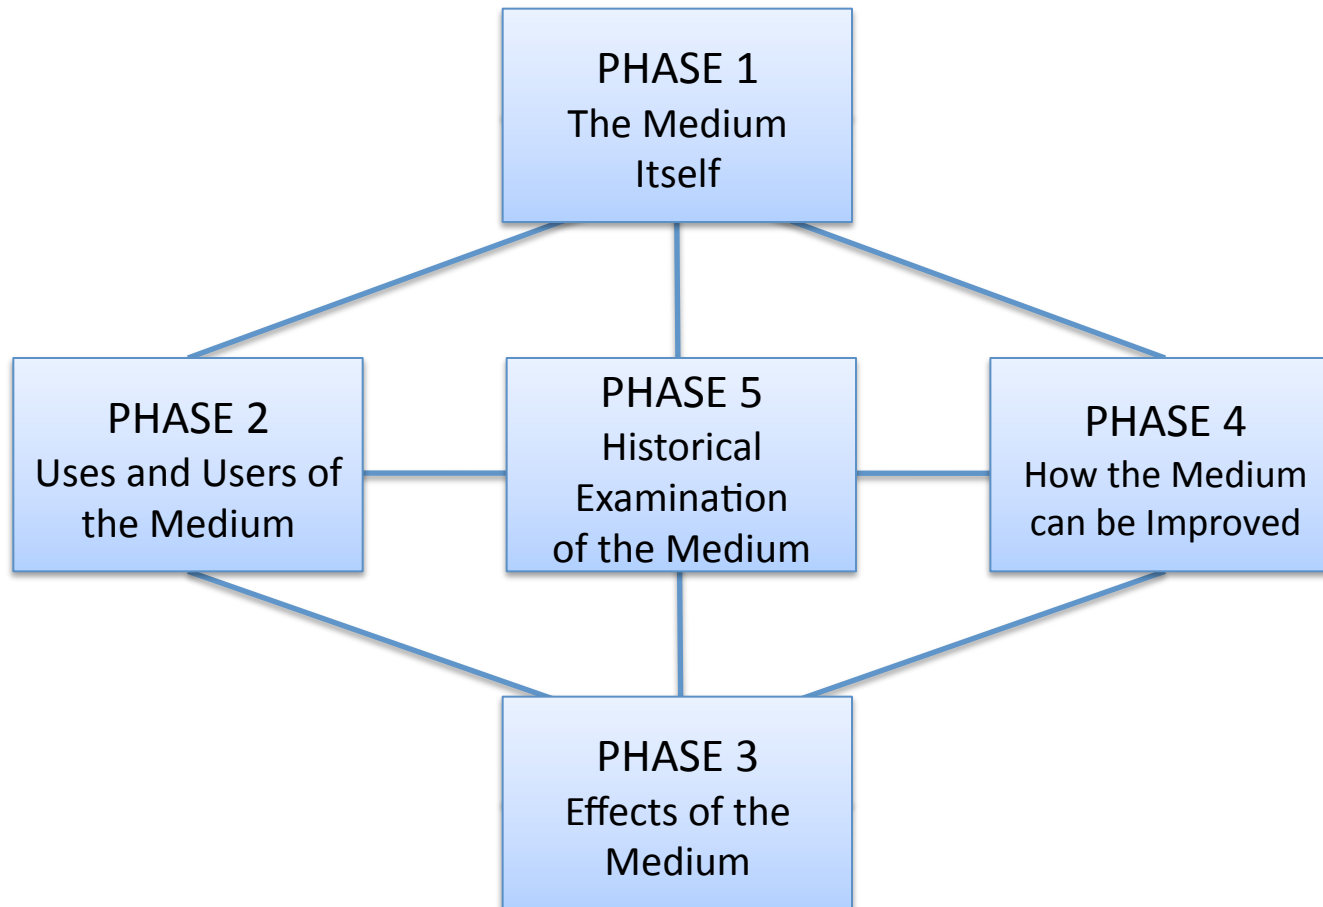 PHASE 1
The Medium
Itself
PHASE 2
Uses and Users of
the Medium
PHASE 5
Historical
Examination
of the Medium
PHASE 4
How the Medium
can be Improved
PHASE 3
Effects of the
Medium